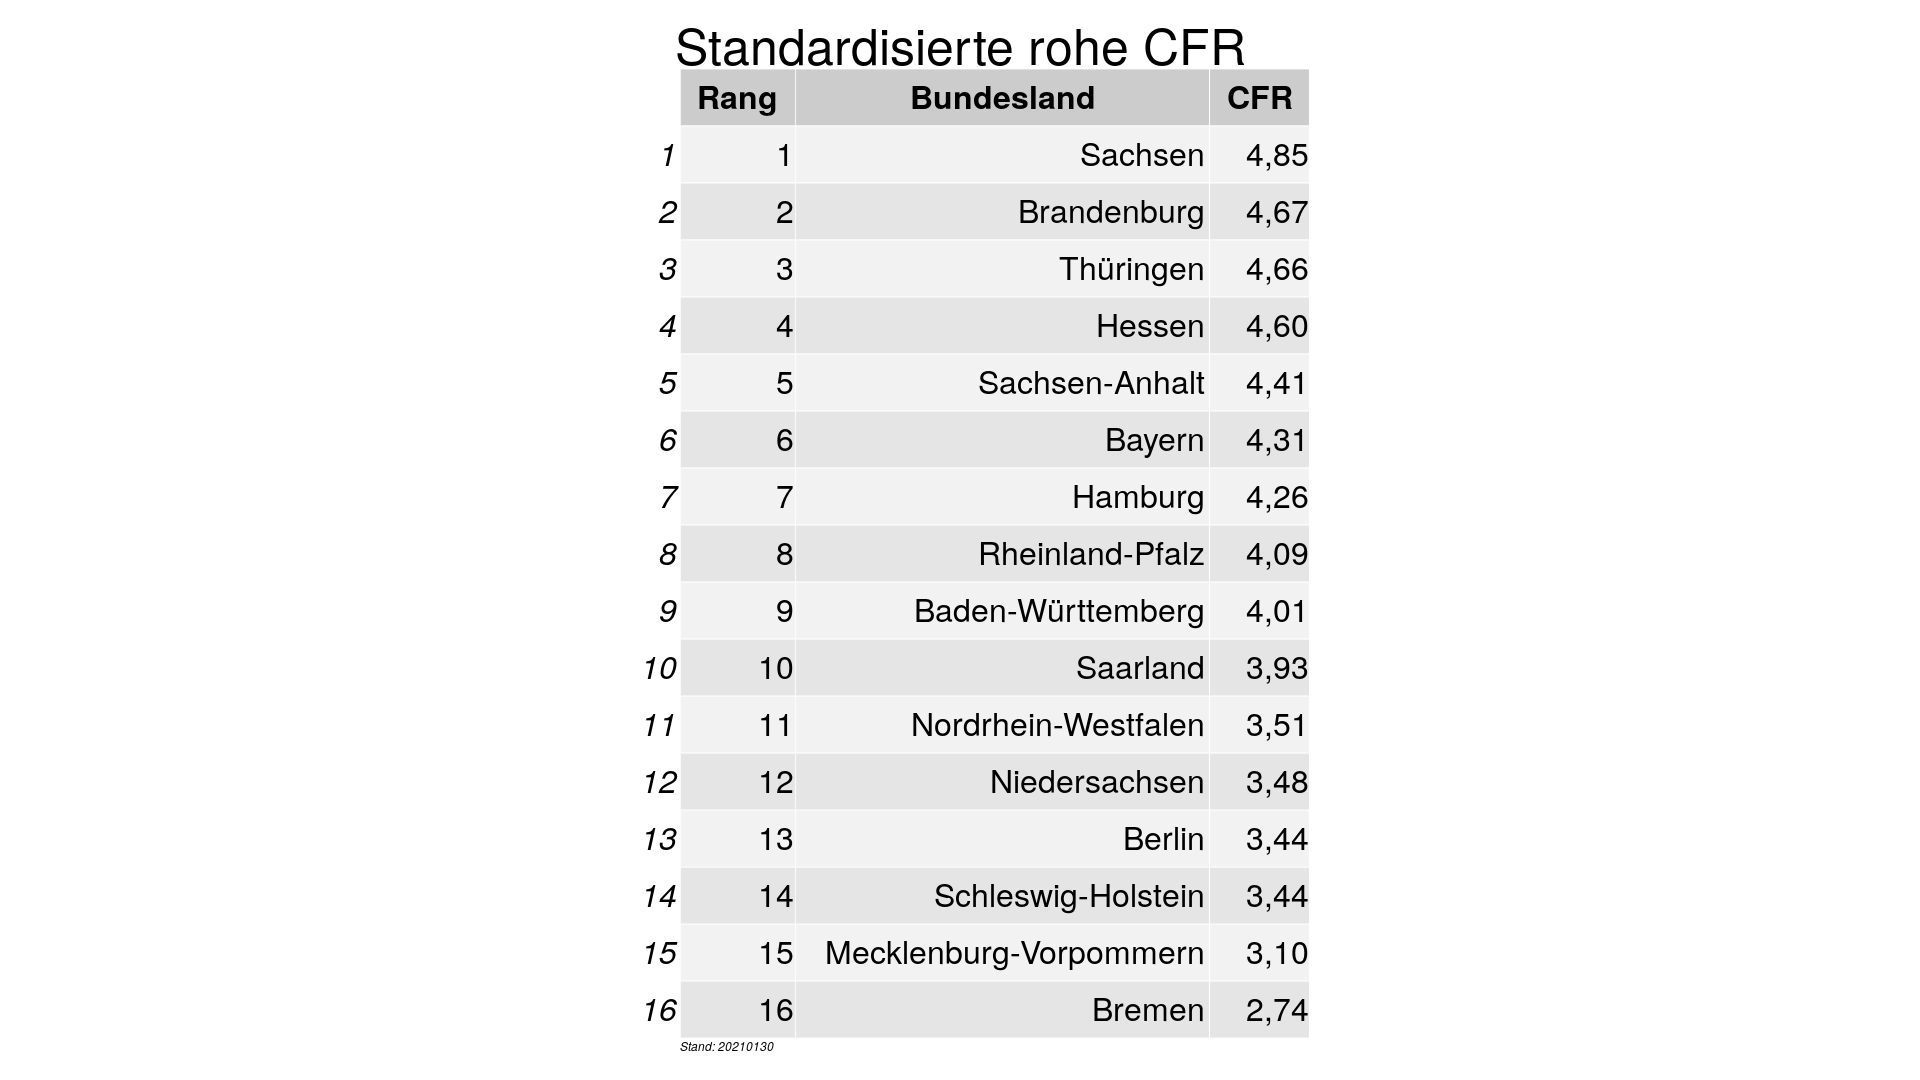 Standardisierte rohe CFR
Rang Bundesland CFR
1 1 Sachsen 4,85
2 2 Brandenburg 4,67
3 3 Thüringen 4,66
4 4 Hessen 4,60
5 5 Sachsen-Anhalt 4,41
6 6 Bayern 4,31
7 7 Hamburg 4,26
8 8 Rheinland-Pfalz 4,09
9 9 Baden-Württemberg 4,01
10 10 Saarland 3,93
11 11 Nordrhein-Westfalen 3,51
12 12 Niedersachsen 3,48
13 13 Berlin 3,44
14 14 Schleswig-Holstein 3,44
15 15 Mecklenburg-Vorpommern 3,10
16 16 Bremen 2,74
Stand: 20210130